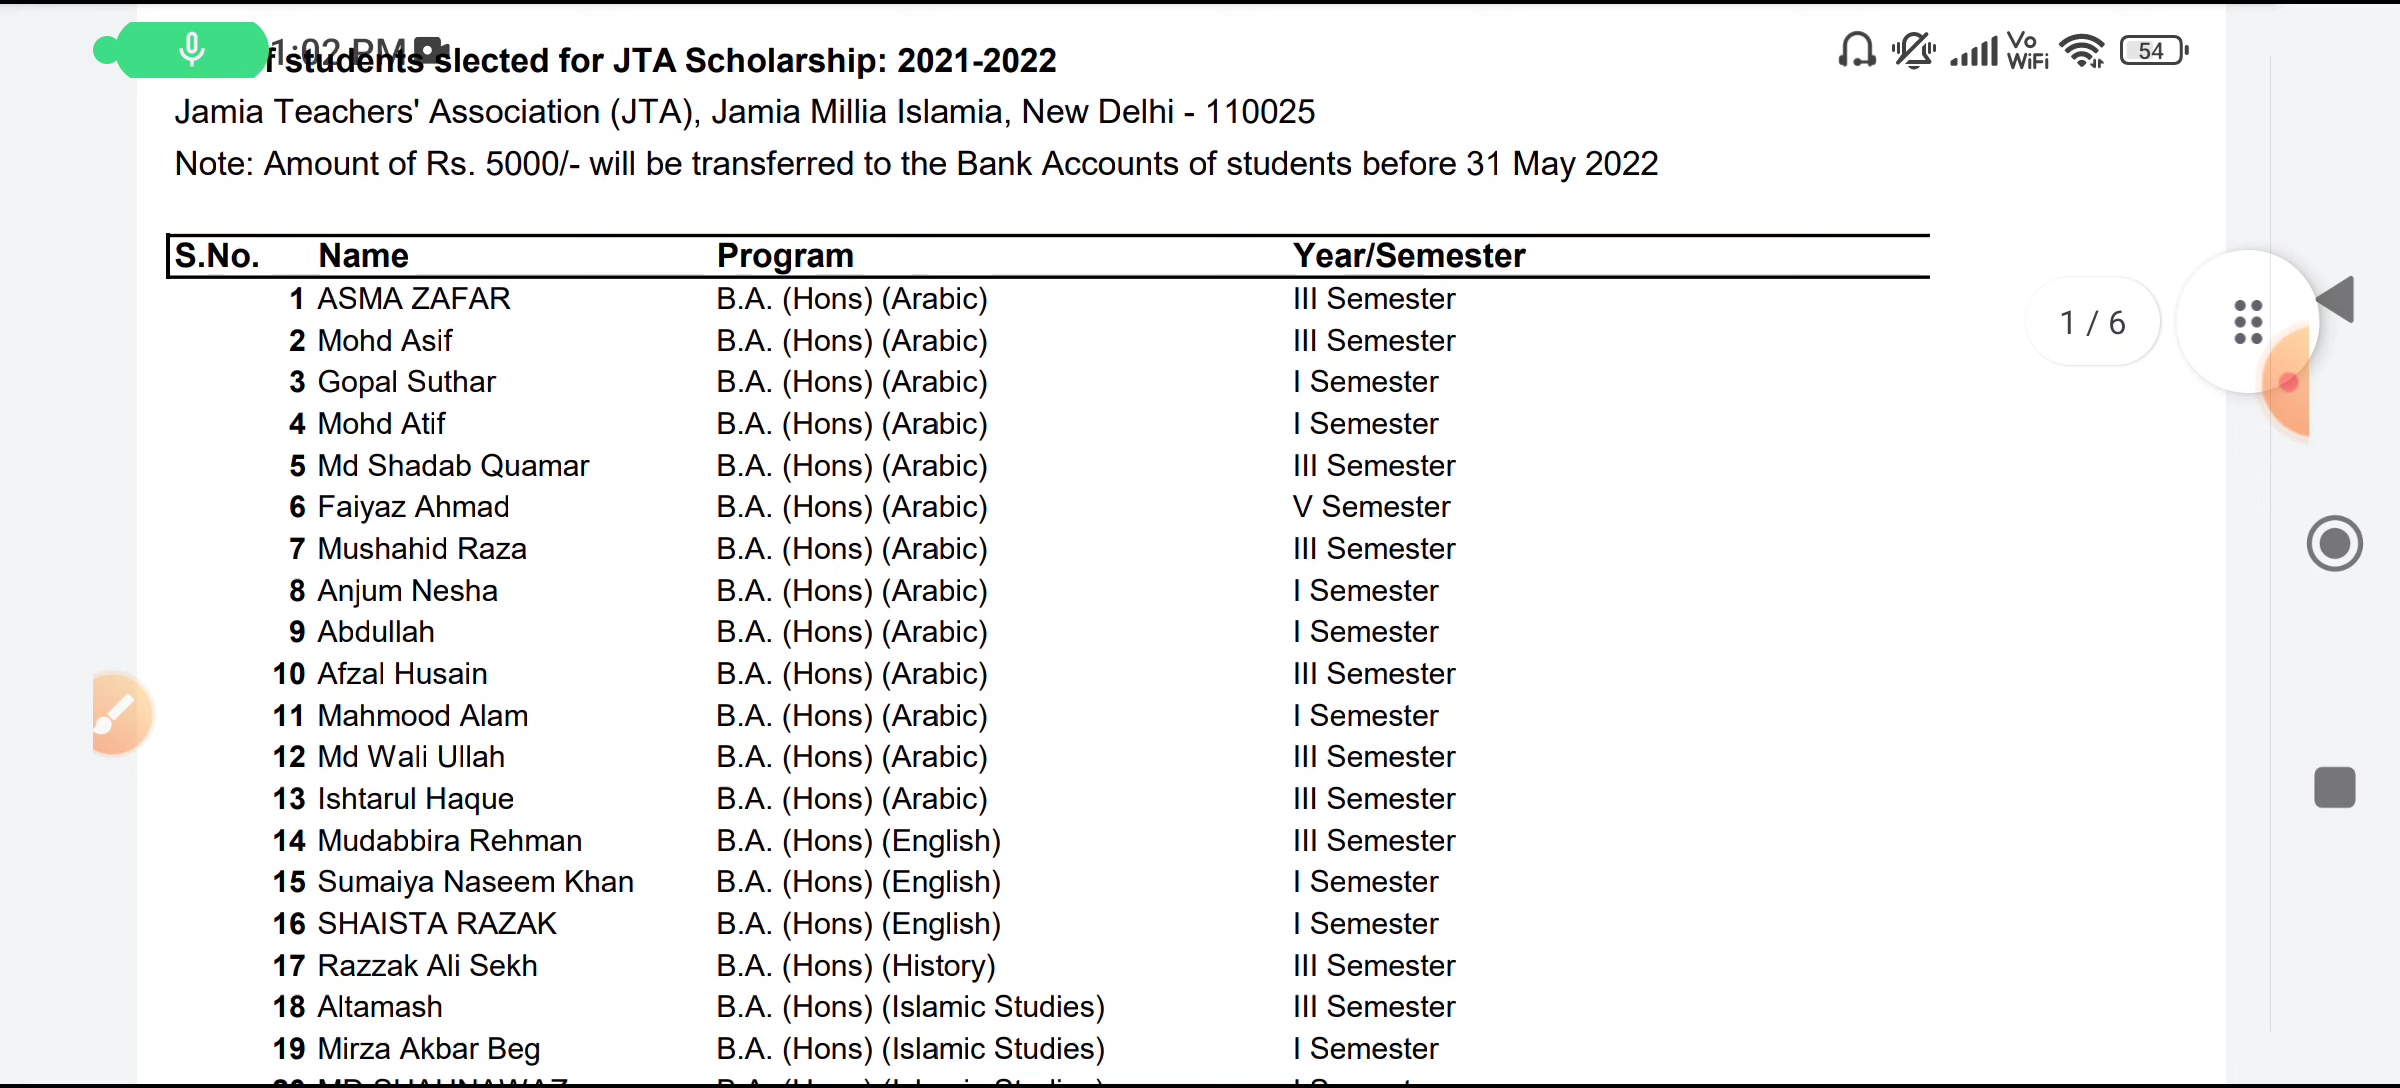 1:02 PM
f students slected for JTA Scholarship: 2021-2022
Vo WiFi
54
Jamia Teachers' Association (JTA), Jamia Millia Islamia, New Delhi - 110025
Note: Amount of Rs. 5000/- will be transferred to the Bank Accounts of students before 31 May 2022
S.No. Name Program Year/Semester
1 ASMA ZAFAR B.A. (Hons) (Arabic) III Semester
1 / 6
2 Mohd Asif B.A. (Hons) (Arabic) III Semester
3 Gopal Suthar B.A. (Hons) (Arabic) I Semester
4 Mohd Atif B.A. (Hons) (Arabic) I Semester
5 Md Shadab Quamar B.A. (Hons) (Arabic) III Semester
6 Faiyaz Ahmad B.A. (Hons) (Arabic) V Semester
7 Mushahid Raza B.A. (Hons) (Arabic) III Semester
8 Anjum Nesha B.A. (Hons) (Arabic) I Semester
9 Abdullah B.A. (Hons) (Arabic) I Semester
10 Afzal Husain B.A. (Hons) (Arabic) III Semester
11 Mahmood Alam B.A. (Hons) (Arabic) I Semester
12 Md Wali Ullah B.A. (Hons) (Arabic) III Semester
13 Ishtarul Haque B.A. (Hons) (Arabic) III Semester
14 Mudabbira Rehman B.A. (Hons) (English) III Semester
15 Sumaiya Naseem Khan B.A. (Hons) (English) I Semester
16 SHAISTA RAZAK B.A. (Hons) (English) I Semester
17 Razzak Ali Sekh B.A. (Hons) (History) III Semester
18 Altamash B.A. (Hons) (Islamic Studies) III Semester
19 Mirza Akbar Beg B.A. (Hons) (Islamic Studies) I Semester